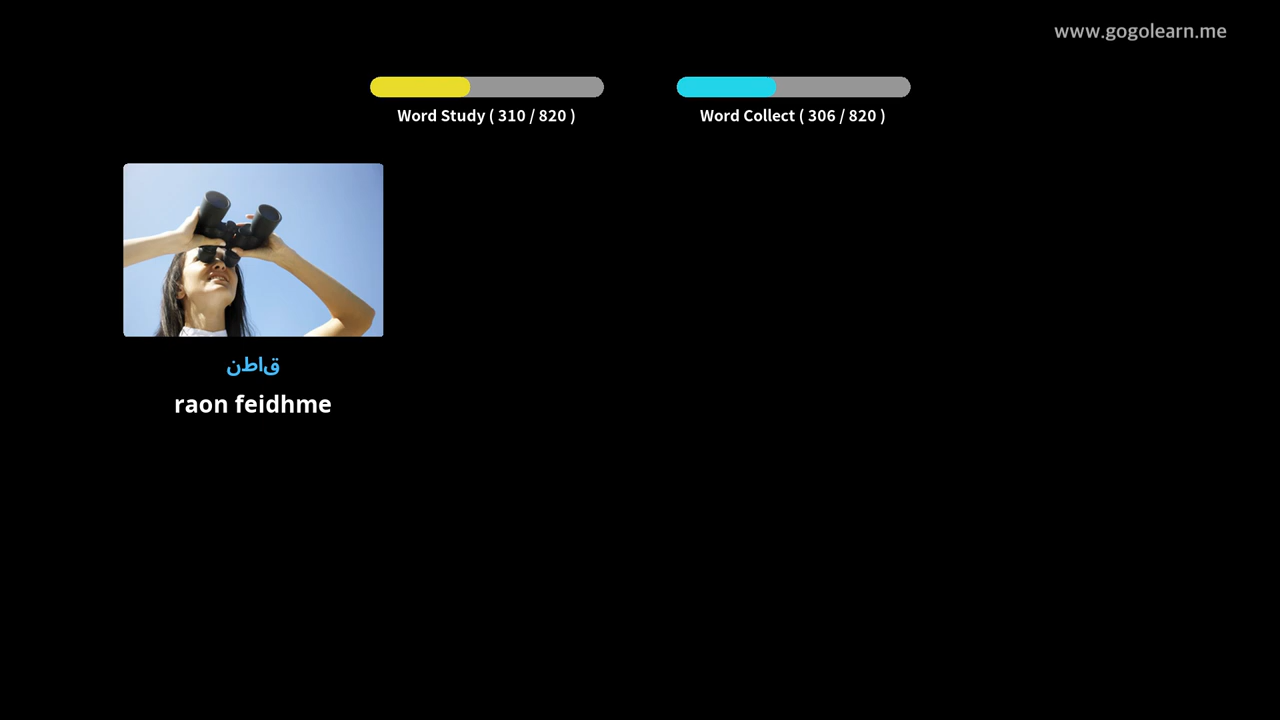 www.gogolearn.me
Word Study ( 310 / 820 )
Word Collect ( 306 / 820 )
قاطن
raon feidhme